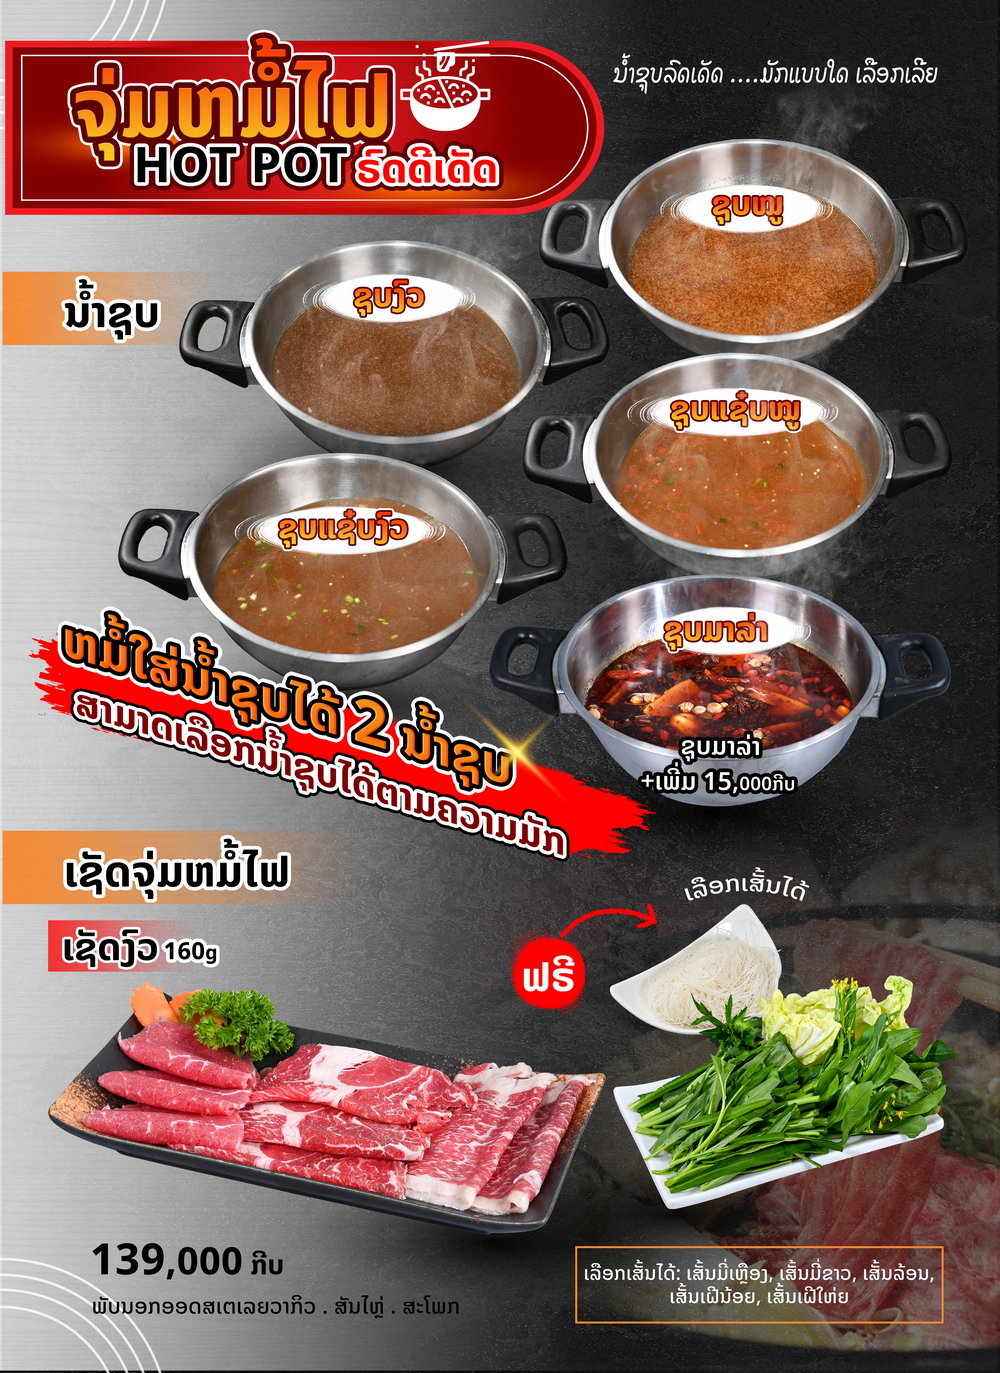 ນ້ຳຊຸບລົດເດັດ ....ມັກແບບໃດ ເລືອກເລີຍ
ຈຸ່ມຫມໍ້ໄຟ
HOT POT ຣົດດີເດັດ
ຊຸບໝູ
ນ້ຳຊຸບ
ຊຸບງົວ
ຊຸບແຊ໋ບໝູ
ຊຸບແຊ໋ບງົວ
ຊຸບມາລ່າ
ຫມໍ້ໃສ່ນ້ຳຊຸບໄດ້ 2 ນ້ຳຊຸບ
ສາມາດເລືອກນ້ຳຊຸບໄດ້ຕາມຄວາມມັກ
ຊຸບມາລ່າ
+ເພີ່ມ 15,000ກີບ
ເຊັດຈຸ່ມຫມໍ້ໄຟ
ເລືອກເສັ້ນໄດ້
ເຊັດງົວ 160g
ຟຣີ
139,000 ກີບ
ພັບນອກອອດສເຕເລຍວາກິວ . ສັນໄຫຼ່ . ສະໂພກ
ເລືອກເສັ້ນໄດ້: ເສັ້ນມີ່ເຫຼືອງ, ເສັ້ນມີ່ຂາວ, ເສັ້ນລ້ອນ,
ເສັ້ນເຝີນ້ອຍ, ເສັ້ນເຝີໃຫ່ຍ